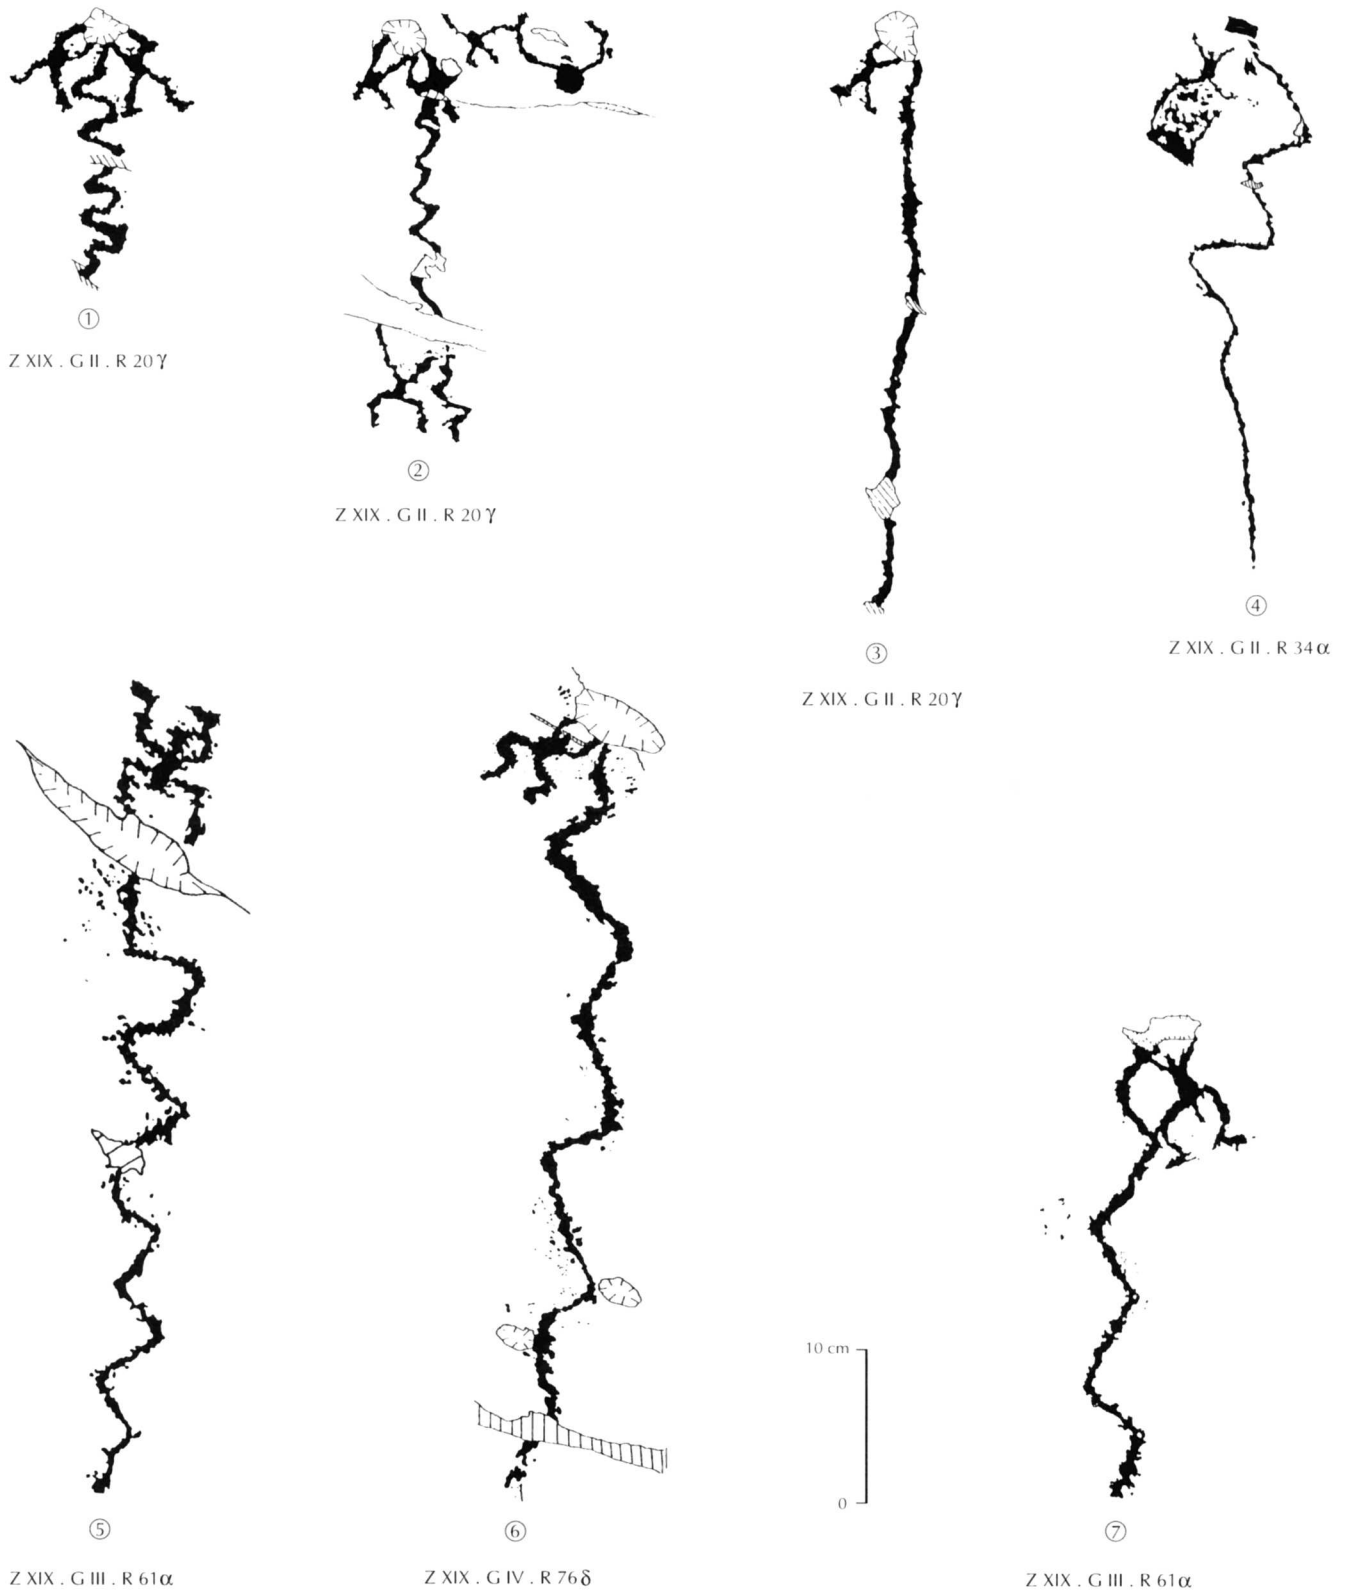 ①
Z XIX . G II . R 20 γ
②
Z XIX . G II . R 20 γ
③
Z XIX . G II . R 20 γ
④
Z XIX . G II . R 34 α
10 cm
0
⑤
Z XIX . G III . R 61 α
⑥
Z XIX . G IV . R 76 δ
⑦
Z XIX . G III . R 61 α